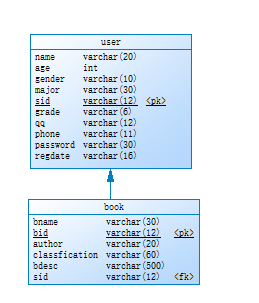 user
name varchar(20)
age int
gender varchar(10)
major varchar(30)
sid varchar(12) <pk>
grade varchar(6)
qq varchar(12)
phone varchar(11)
password varchar(30)
regdate varchar(16)
book
bname varchar(30)
bid varchar(12) <pk>
author varchar(20)
classfication varchar(60)
bdesc varchar(500)
sid varchar(12) <fk>